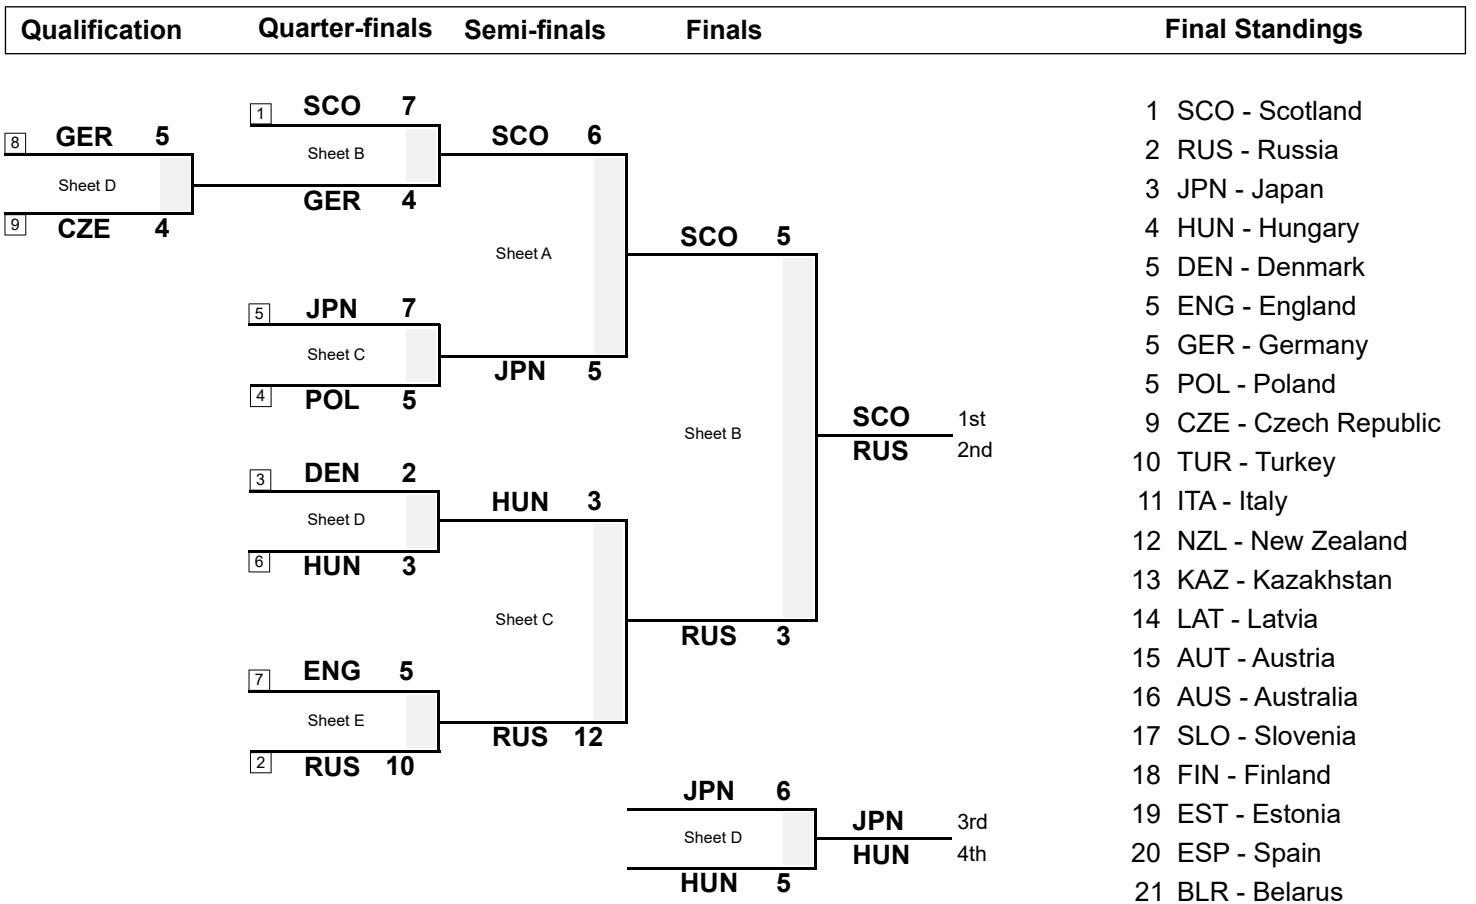 Qualification Quarter-finals Semi-finals Finals Final Standings
8 GER 5
Sheet D
9 CZE 4
1 SCO 7
Sheet B
GER 4
5 JPN 7
Sheet C
4 POL 5
3 DEN 2
Sheet D
6 HUN 3
7 ENG 5
Sheet E
2 RUS 10
SCO 6
Sheet A
JPN 5
HUN 3
Sheet C
RUS 12
SCO 5
Sheet B
RUS 3
SCO 1st
RUS 2nd
JPN 6
Sheet D
HUN 5
JPN 3rd
HUN 4th
1 SCO - Scotland
2 RUS - Russia
3 JPN - Japan
4 HUN - Hungary
5 DEN - Denmark
5 ENG - England
5 GER - Germany
5 POL - Poland
9 CZE - Czech Republic
10 TUR - Turkey
11 ITA - Italy
12 NZL - New Zealand
13 KAZ - Kazakhstan
14 LAT - Latvia
15 AUT - Austria
16 AUS - Australia
17 SLO - Slovenia
18 FIN - Finland
19 EST - Estonia
20 ESP - Spain
21 BLR - Belarus